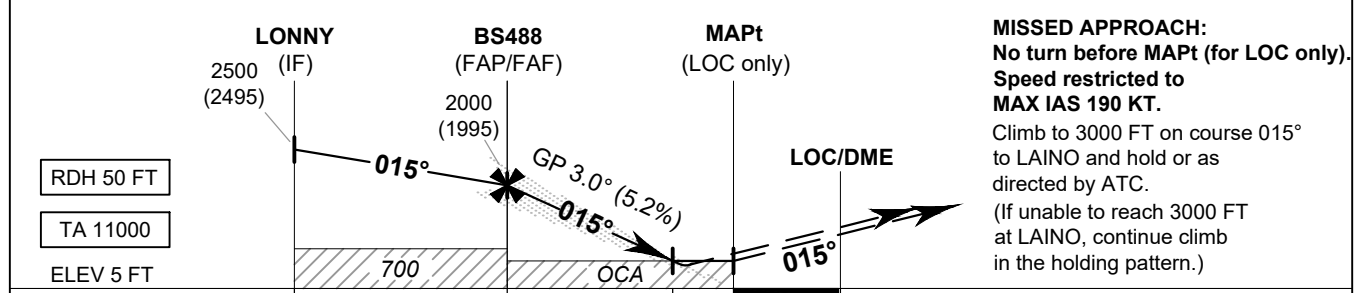 LONNY
(IF)
2500
(2495)
BS488
(FAP/FAF)
2000
(1995)
MAPt
(LOC only)
LOC/DME
015°
GP 3.0° (5.2%)
015°
015°
RDH 50 FT
TA 11000
ELEV 5 FT
700
OCA
MISSED APPROACH:
No turn before MAPt (for LOC only).
Speed restricted to
MAX IAS 190 KT.
Climb to 3000 FT on course 015°
to LAINO and hold or as
directed by ATC.
(If unable to reach 3000 FT
at LAINO, continue climb
in the holding pattern.)